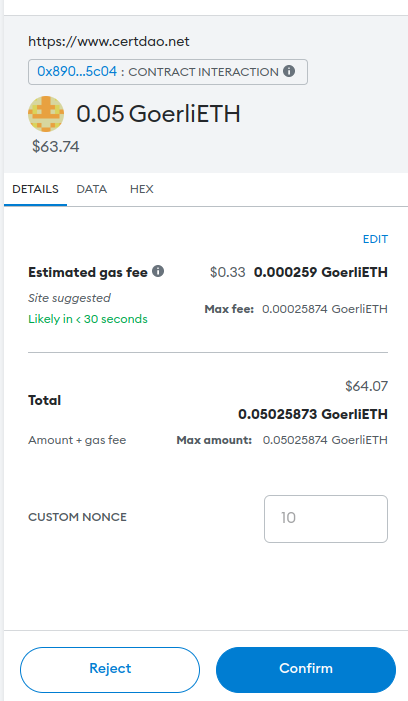 https://www.certdao.net
0x890...5c04 : CONTRACT INTERACTION
0.05 GoerliETH
$63.74
DETAILS DATA HEX
EDIT
Estimated gas fee $0.33 0.000259 GoerliETH
Site suggested Max fee: 0.00025874 GoerliETH
Likely in < 30 seconds
$64.07
Total
0.05025873 GoerliETH
Amount + gas fee Max amount: 0.05025874 GoerliETH
CUSTOM NONCE 10
Reject Confirm